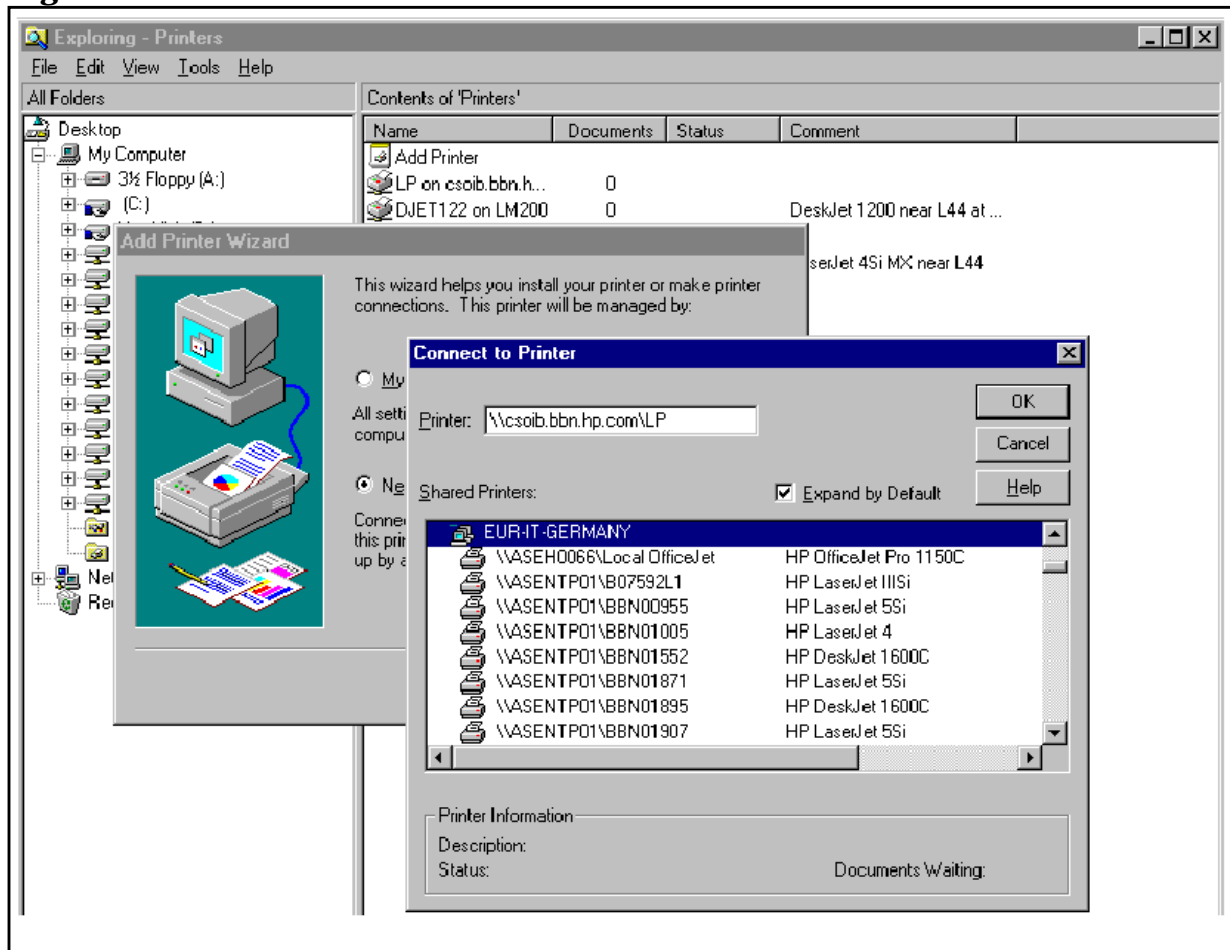 Exploring - Printers
File Edit View Tools Help
All Folders
Contents of 'Printers'
Name Documents Status Comment
Desktop
My Computer
3½ Floppy (A:)
(C:)
Add Printer
LP on csoib.bbn.h... 0
DJET122 on LM200 0 DeskJet 1200 near L44 at ...
serJet 4Si MX near L44
Add Printer Wizard
This wizard helps you install your printer or make printer
connections. This printer will be managed by:
My
All setti
compu
Ne
Conne
this prin
up by a
Net
Re
Connect to Printer
Printer: \\csoib.bbn.hp.com\LP
OK
Cancel
Help
Shared Printers:
Expand by Default
EUR-IT-GERMANY
\\ASEH0066\Local OfficeJet HP OfficeJet Pro 1150C
\\ASENTP01\B07592L1 HP LaserJet IIISi
\\ASENTP01\BBN00955 HP LaserJet 5Si
\\ASENTP01\BBN01005 HP LaserJet 4
\\ASENTP01\BBN01552 HP DeskJet 1600C
\\ASENTP01\BBN01871 HP LaserJet 5Si
\\ASENTP01\BBN01895 HP DeskJet 1600C
\\ASENTP01\BBN01907 HP LaserJet 5Si
Printer Information
Description:
Status:
Documents Waiting: